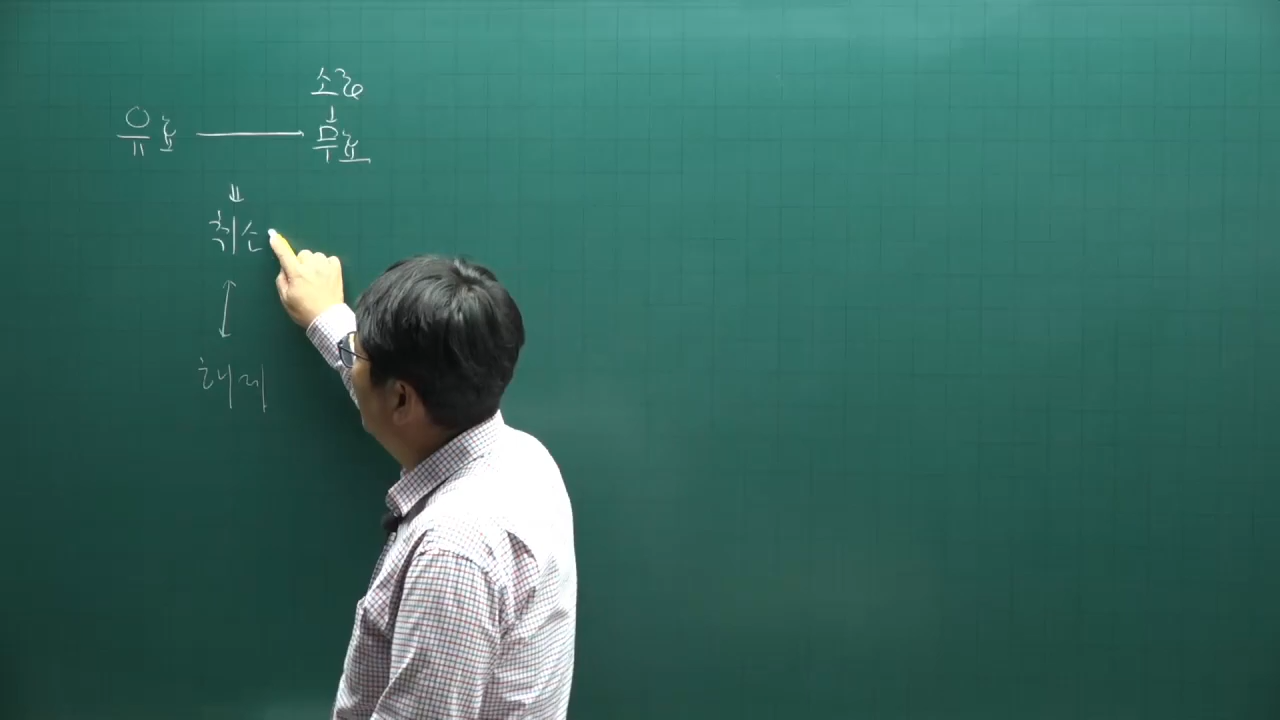 소급
↓
유효 → 무효
⇓
취소
↕
해제